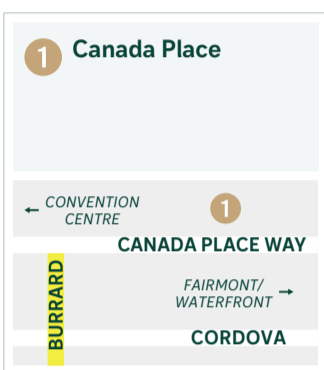 1 Canada Place
← CONVENTION
CENTRE
1
CANADA PLACE WAY
BURRARD
FAIRMONT/ →
WATERFRONT
CORDOVA